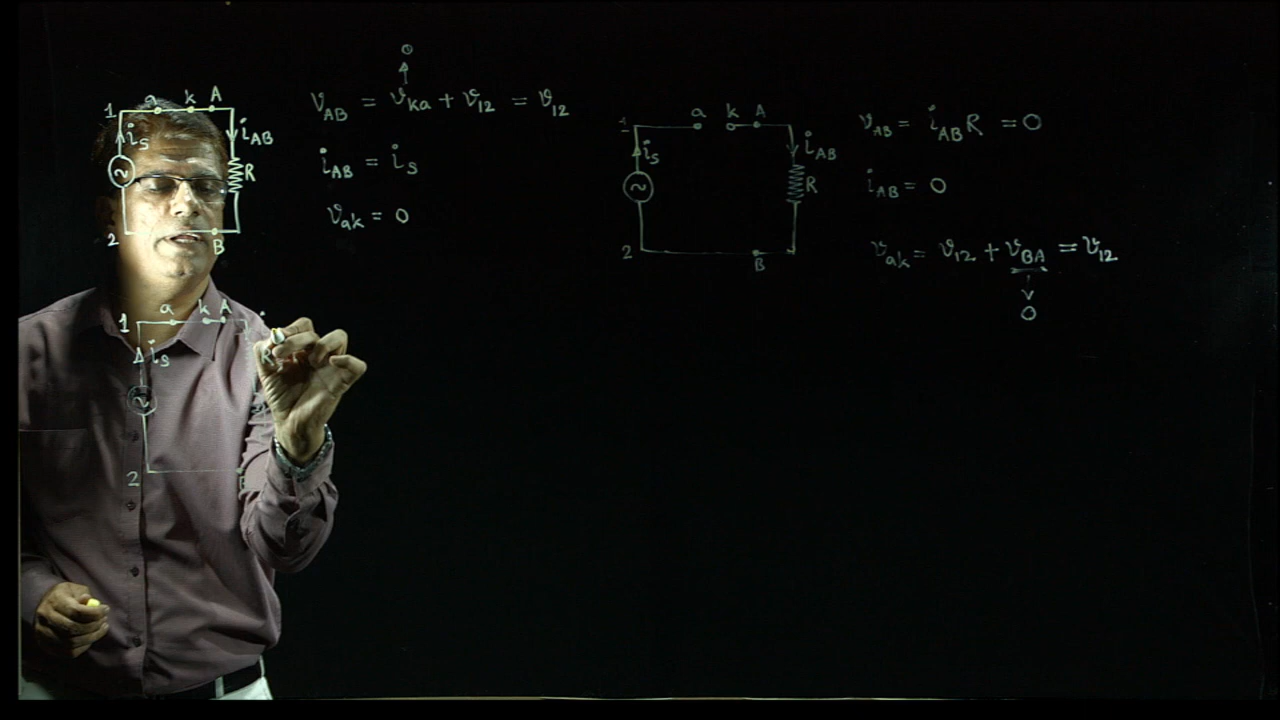 1 a k A
i_S
i_AB
R
2 B
0
v_AB = v_ka + v_12 = v_12
i_AB = i_S
v_ak = 0
1 a k A
i_S
i_AB
R
2 B
v_AB = i_AB R = 0
i_AB = 0
v_ak = v_12 + v_BA = v_12
0
1 a k A
i_S
R
2